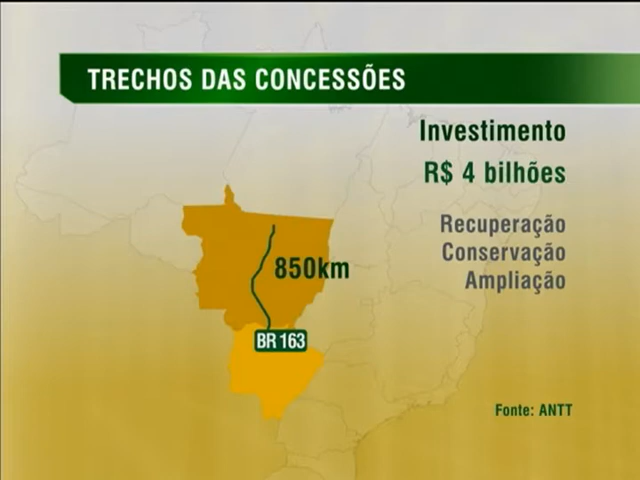 TRECHOS DAS CONCESSÕES
Investimento
R$ 4 bilhões
Recuperação
Conservação
Ampliação
850km
BR 163
Fonte: ANTT